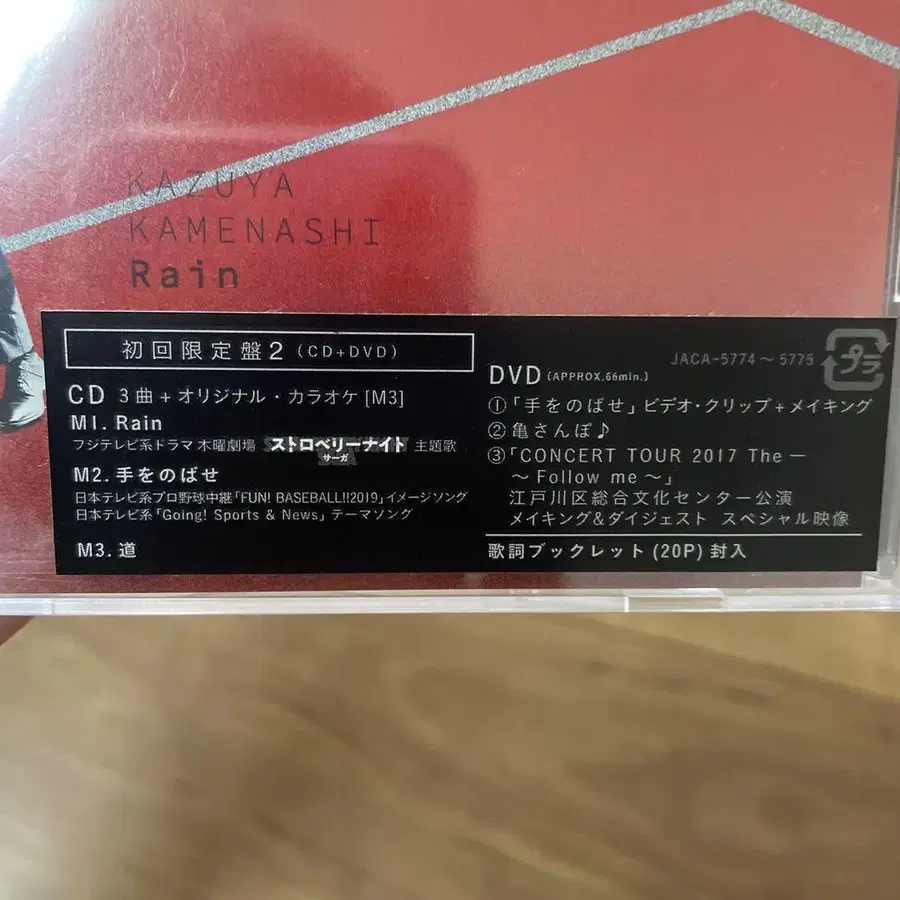 KAZUYA
KAMENASHI
Rain
初回限定盤2 (CD+DVD)
CD 3曲+オリジナル・カラオケ [M3]
M1. Rain
フジテレビ系ドラマ 木曜劇場 ストロベリーナイト 主題歌
サーガ
M2. 手をのばせ
日本テレビ系プロ野球中継「FUN! BASEBALL!!2019」イメージソング
日本テレビ系「Going! Sports & News」テーマソング
M3. 道
JACA-5774〜5775
プラ
DVD (APPROX.66min.)
①「手をのばせ」ビデオ・クリップ+メイキング
②亀さんぽ♪
③「CONCERT TOUR 2017 The 一
〜 Follow me 〜」
江戸川区総合文化センター公演
メイキング&ダイジェスト スペシャル映像
歌詞ブックレット (20P) 封入